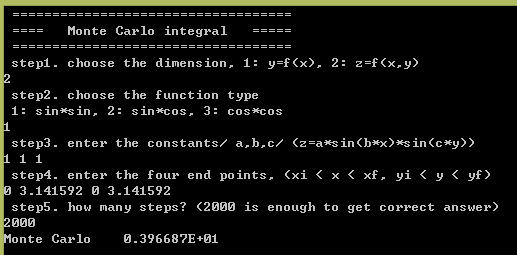 ==================================
====   Monte Carlo integral   =====
==================================
step1. choose the dimension, 1: y=f(x), 2: z=f(x,y)
2
step2. choose the function type
1: sin*sin, 2: sin*cos, 3: cos*cos
1
step3. enter the constants/ a,b,c/ (z=a*sin(b*x)*sin(c*y))
1 1 1
step4. enter the four end points, (xi < x < xf, yi < y < yf)
0 3.141592 0 3.141592
step5. how many steps? (2000 is enough to get correct answer)
2000
Monte Carlo    0.396687E+01